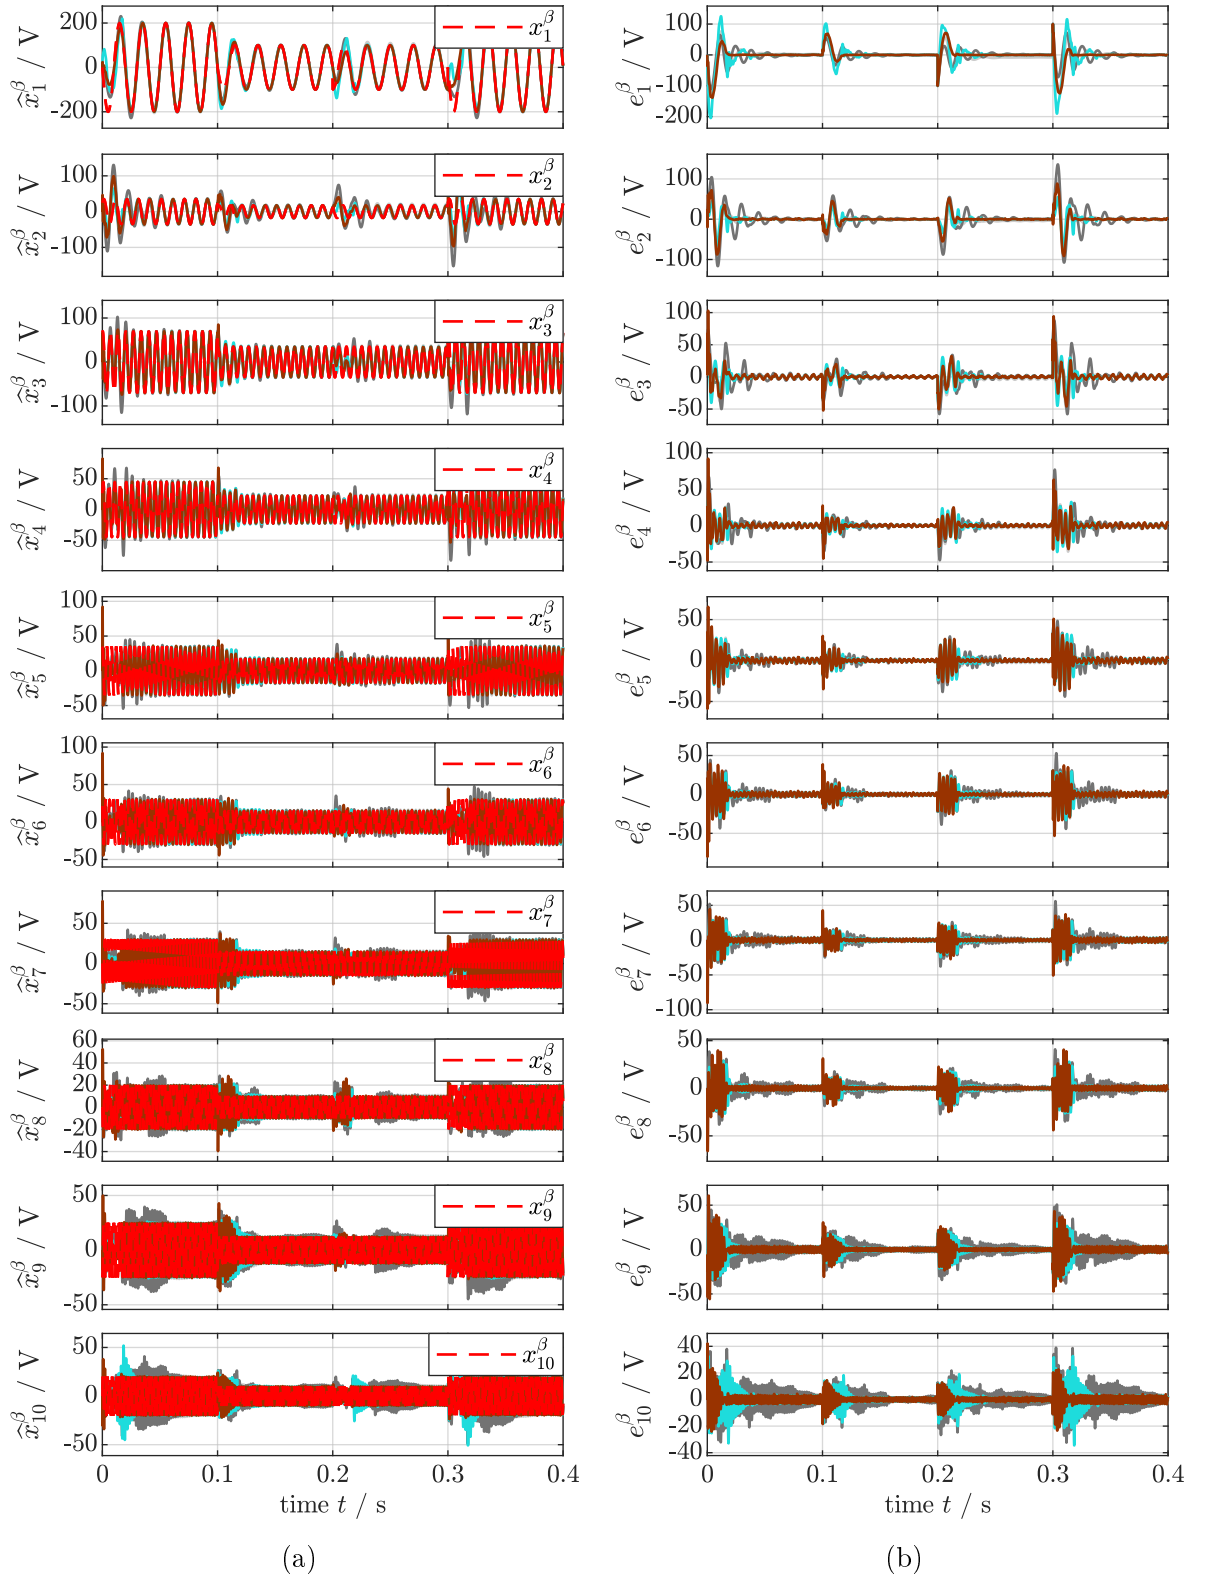 200
0
-200
x̂₁^β / V
x₁^β
100
0
-100
x̂₂^β / V
x₂^β
100
0
-100
x̂₃^β / V
x₃^β
50
0
-50
x̂₄^β / V
x₄^β
100
50
0
-50
x̂₅^β / V
x₅^β
100
50
0
-50
x̂₆^β / V
x₆^β
50
0
-50
x̂₇^β / V
x₇^β
60
40
20
0
-20
-40
x̂₈^β / V
x₈^β
50
0
-50
x̂₉^β / V
x₉^β
50
0
-50
x̂₁₀^β / V
x₁₀^β
0 0.1 0.2 0.3 0.4
time t / s
(a)
100
0
-100
-200
e₁^β / V
100
0
-100
e₂^β / V
100
50
0
-50
e₃^β / V
100
50
0
-50
e₄^β / V
50
0
-50
e₅^β / V
50
0
-50
e₆^β / V
50
0
-50
-100
e₇^β / V
50
0
-50
e₈^β / V
50
0
-50
e₉^β / V
40
20
0
-20
-40
e₁₀^β / V
0 0.1 0.2 0.3 0.4
time t / s
(b)